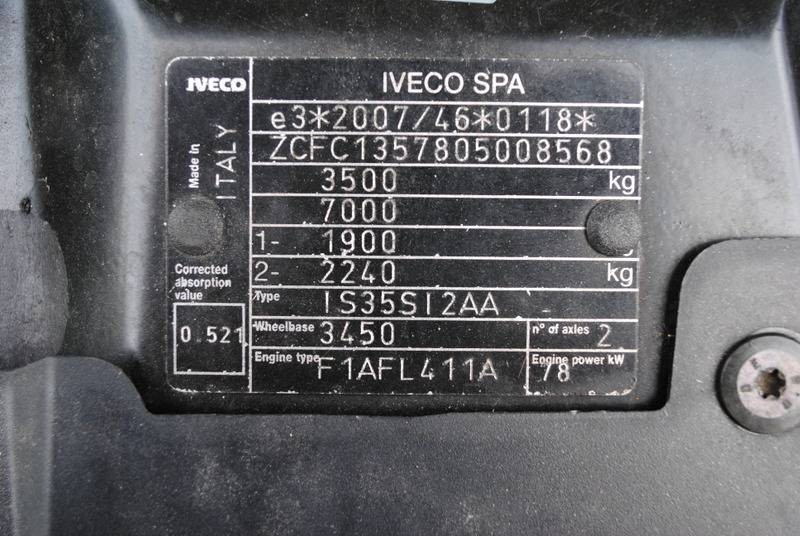 IVECO
IVECO SPA
e3*2007/46*0118*
ZCFC1357805008568
3500 kg
7000
1- 1900
2- 2240 kg
Made in
ITALY
Corrected
absorption
value
0.521
Type IS35SI2AA
Wheelbase 3450
n° of axles 2
Engine type F1AFL411A
Engine power kW
78